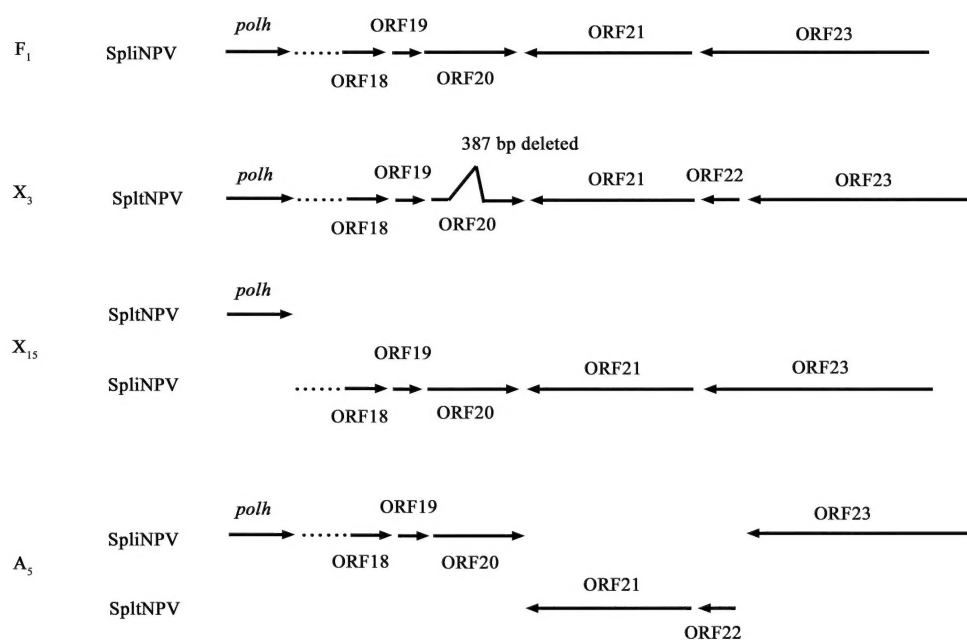 polh ORF19 ORF21 ORF23
F1 SpliNPV
ORF18 ORF20
387 bp deleted
polh ORF19 ORF21 ORF22 ORF23
X3 SpltNPV
ORF18 ORF20
polh
SpltNPV
X15
ORF19 ORF21 ORF23
SpliNPV
ORF18 ORF20
polh ORF19 ORF23
SpliNPV
ORF18 ORF20
A5
ORF21
SpltNPV
ORF22